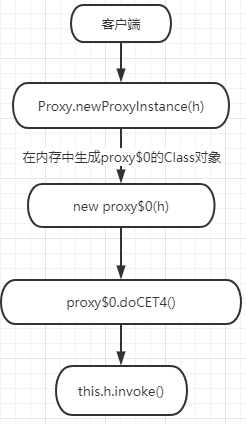 客户端
Proxy.newProxyInstance(h)
在内存中生成proxy$0的Class对象
new proxy$0(h)
proxy$0.doCET4()
this.h.invoke()